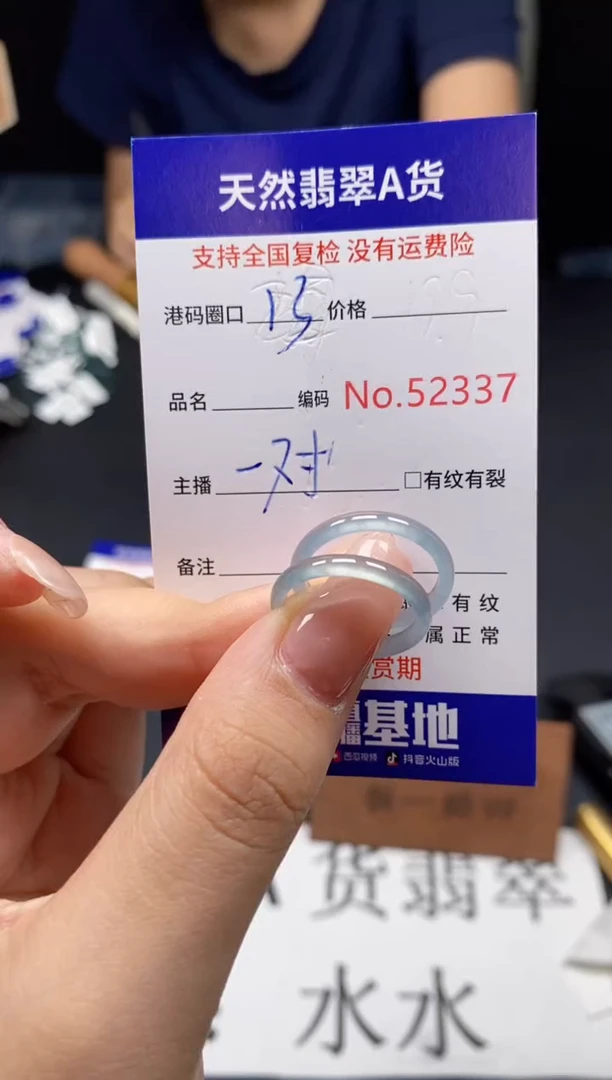 天然翡翠A货
支持全国复检 没有运费险
港码圈口 15 价格
品名 编码 No.52337
主播 一对 □有纹有裂
备注
有纹
属正常
赏期
播基地
西瓜视频 抖音火山版
A货翡翠
水水